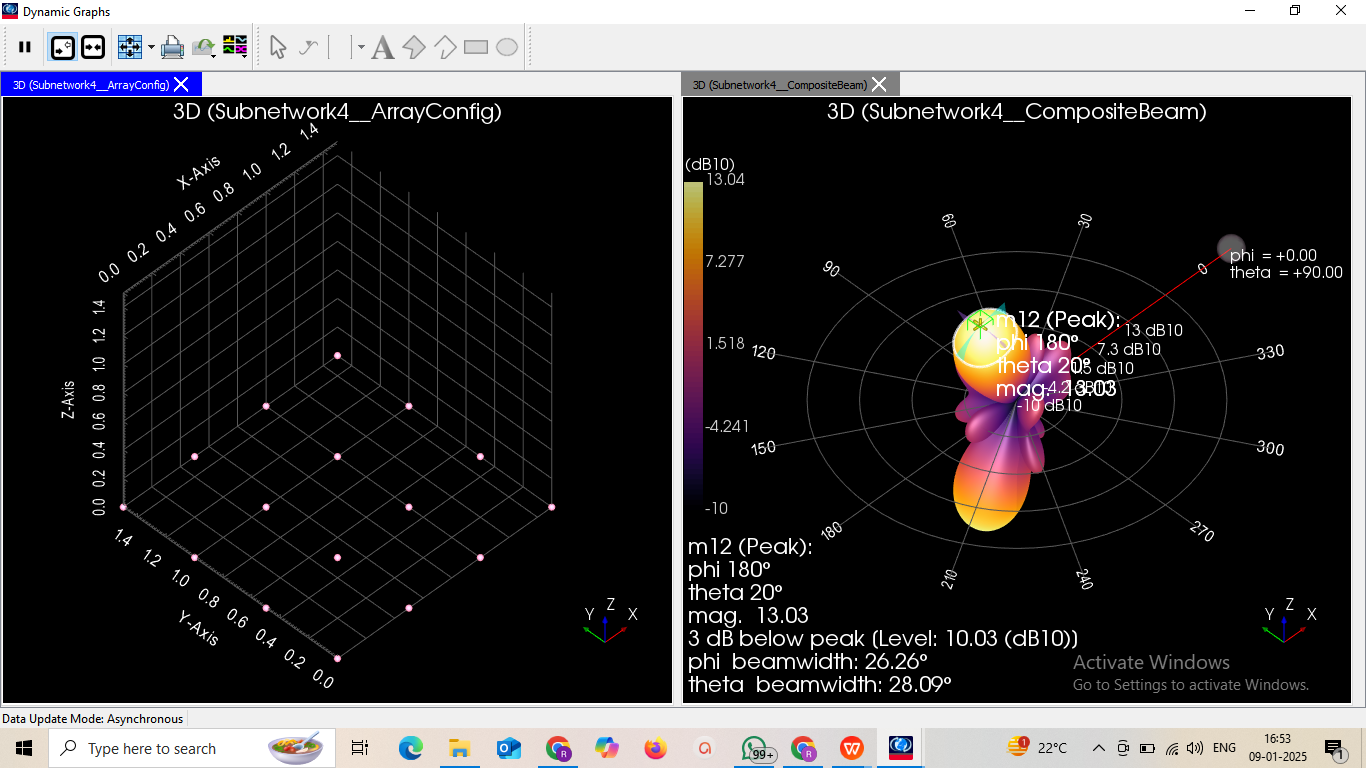 Dynamic Graphs
3D (Subnetwork4__ArrayConfig)
3D (Subnetwork4__CompositeBeam)
3D (Subnetwork4__ArrayConfig)
X-Axis
0.0 0.2 0.4 0.6 0.8 1.0 1.2 1.4
Z-Axis
1.4
1.2
1.0
0.8
0.6
0.4
0.2
0.0
1.4 1.2 1.0 0.8 0.6 0.4 0.2 0.0
Y-Axis
Y Z X
3D (Subnetwork4__CompositeBeam)
(dB10)
13.04
7.277
1.518
-4.241
-10
60
30
90
0
120
330
150
300
180
270
210
240
phi = +0.00
theta = +90.00
m12 (Peak):
phi 180°
theta 20°
mag. 13.03
13 dB10
7.3 dB10
-10 dB10
m12 (Peak):
phi 180°
theta 20°
mag. 13.03
3 dB below peak [Level: 10.03 (dB10)]
phi beamwidth: 26.26°
theta beamwidth: 28.09°
Y Z X
Activate Windows
Go to Settings to activate Windows.
Data Update Mode: Asynchronous
Type here to search
99+
1
22°C
ENG
16:53
09-01-2025
1